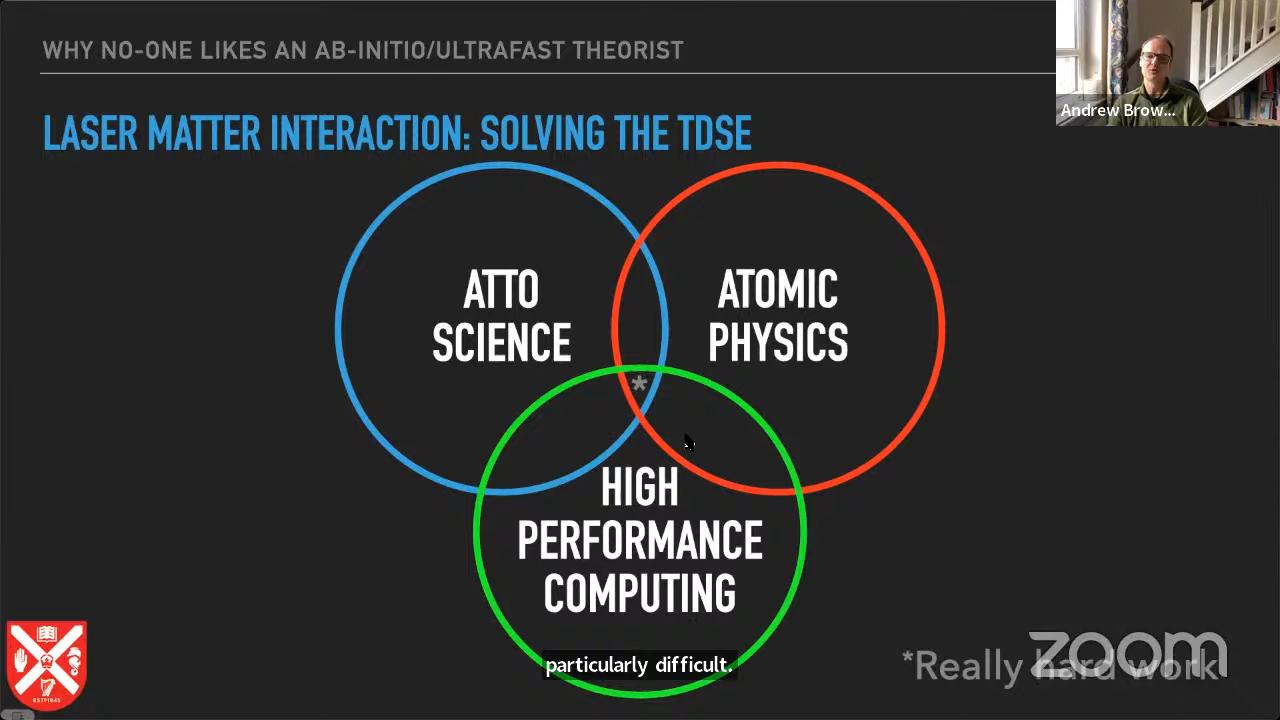 WHY NO-ONE LIKES AN AB-INITIO/ULTRAFAST THEORIST
Andrew Brow...
LASER MATTER INTERACTION: SOLVING THE TDSE
ATTO
SCIENCE
ATOMIC
PHYSICS
*
HIGH
PERFORMANCE
COMPUTING
particularly difficult.
*Really hard work
zoom
ESTD1845